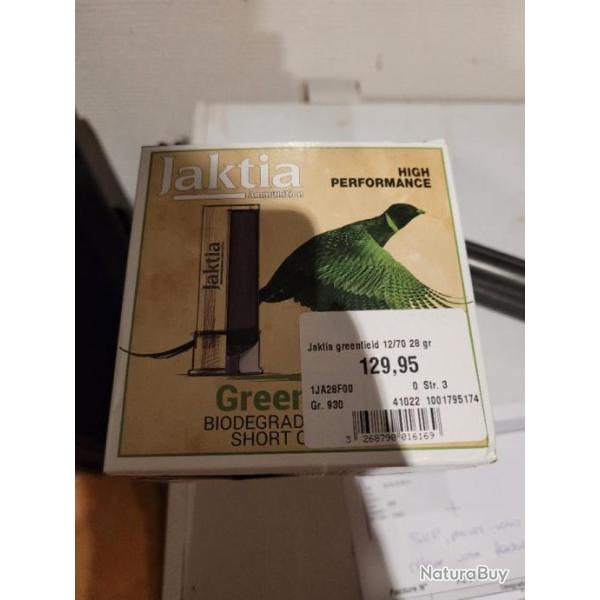 Jaktia
Ammunition
HIGH
PERFORMANCE
Jaktia
Green
BIODEGRAD
SHORT
Jaktia greenfield 12/70 28 gr
129,95
1JA28F00 0 Str. 3
Gr. 930 41022 1001795174
3 268790 016169
Facture N°
NaturaBuy